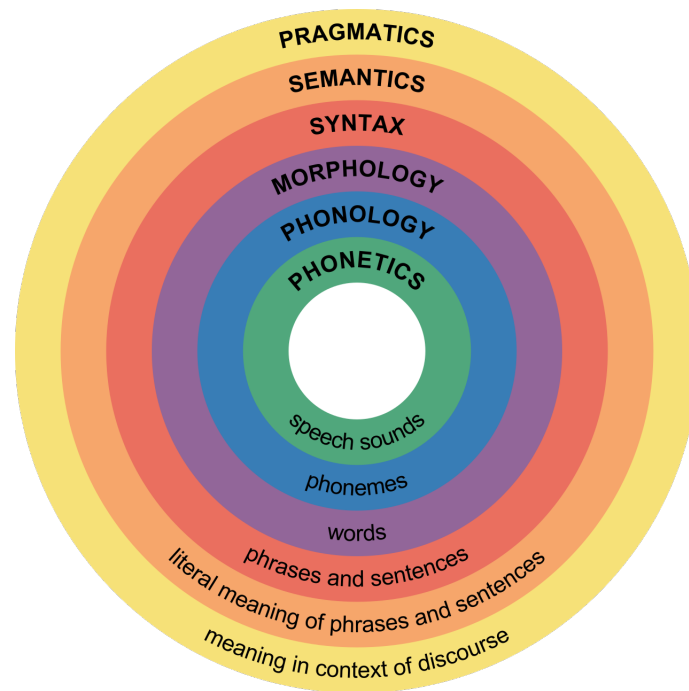 PRAGMATICS
SEMANTICS
SYNTAX
MORPHOLOGY
PHONOLOGY
PHONETICS
speech sounds
phonemes
words
phrases and sentences
literal meaning of phrases and sentences
meaning in context of discourse